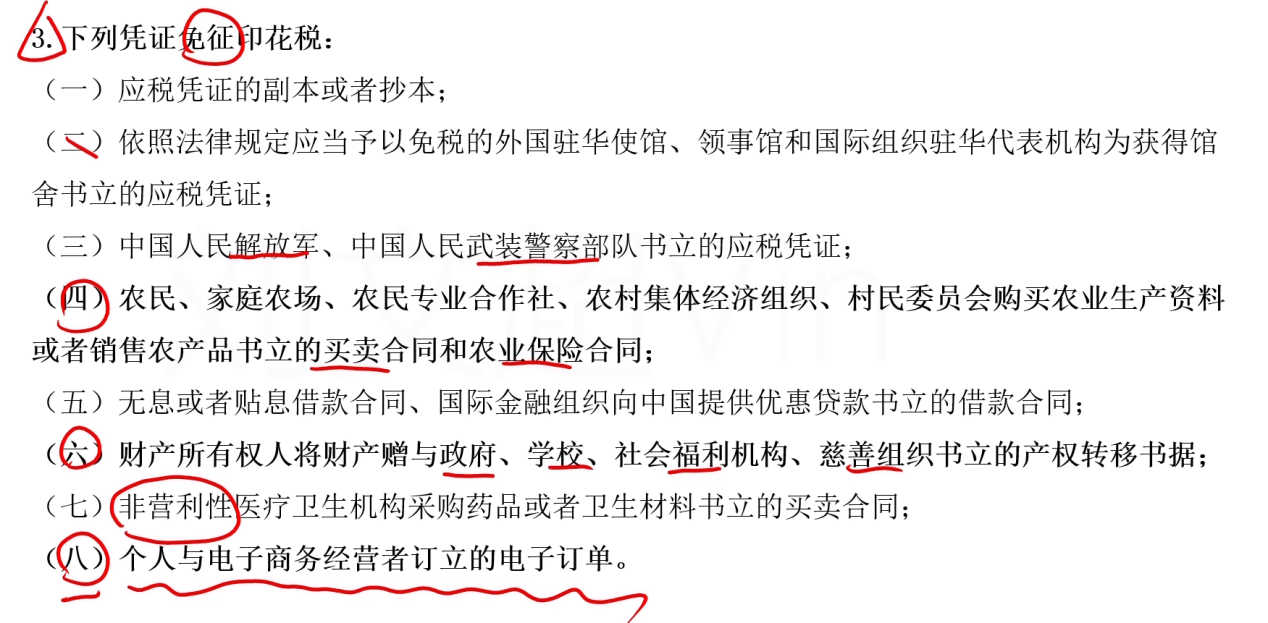 3.下列凭证免征印花税：
（一）应税凭证的副本或者抄本；
（二）依照法律规定应当予以免税的外国驻华使馆、领事馆和国际组织驻华代表机构为获得馆
舍书立的应税凭证；
（三）中国人民解放军、中国人民武装警察部队书立的应税凭证；
（四）农民、家庭农场、农民专业合作社、农村集体经济组织、村民委员会购买农业生产资料
或者销售农产品书立的买卖合同和农业保险合同；
（五）无息或者贴息借款合同、国际金融组织向中国提供优惠贷款书立的借款合同；
（六）财产所有权人将财产赠与政府、学校、社会福利机构、慈善组织书立的产权转移书据；
（七）非营利性医疗卫生机构采购药品或者卫生材料书立的买卖合同；
（八）个人与电子商务经营者订立的电子订单。